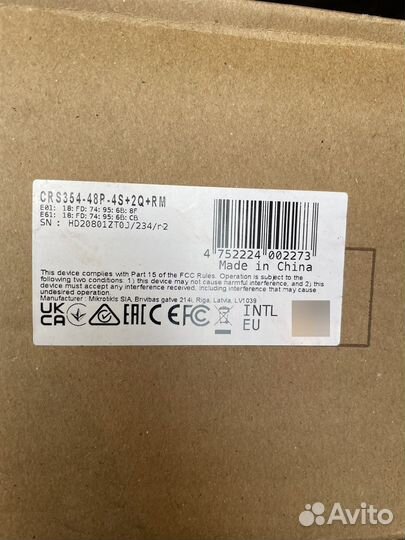 CRS354-48P-4S+2Q+RM
E01: 18:FD:74:95:6B:8F
E61: 18:FD:74:95:6B:CB
SN : HD20801ZT0J/234/r2
4 752224 002273
Made in China
This device complies with Part 15 of the FCC Rules. Operation is subject to the
following two conditions: 1) this device may not cause harmful interference, and 2) this
device must accept any interference received, including interference that may cause
undesired operation.
Manufacturer : Mikrotikls SIA, Brivibas gatve 214i, Riga, Latvia, LV1039
UK CA EAC CE FC INTL
EU
Avito